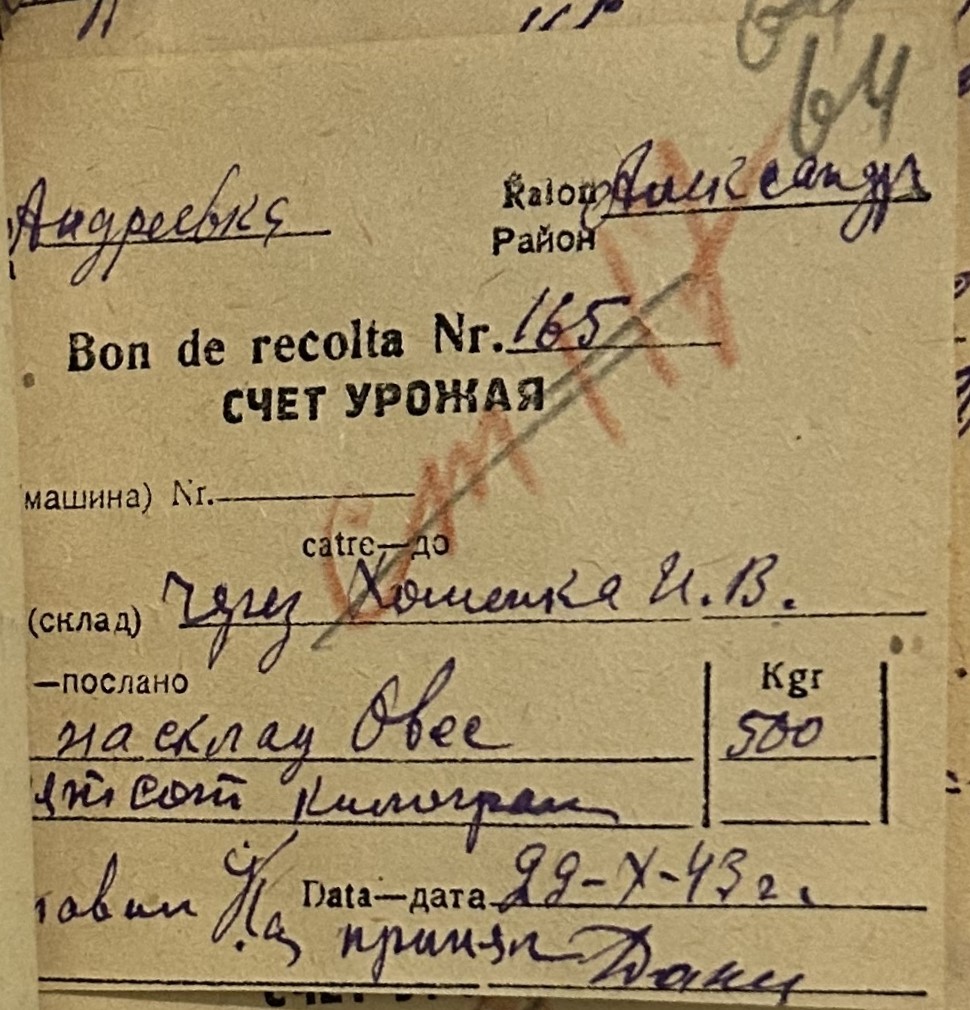 64
Андреевка Raion Александр
Район
Bon de recolta Nr. 165
СЧЕТ УРОЖАЯ
машина) Nr.
catre—до
(склад) Через Хоменка И.В.
—послано Kgr
на склад Овес 500
ятсот килограм
Data—дата 29-X-43 г.
принял